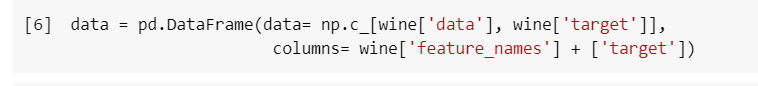 [6] data = pd.DataFrame(data= np.c_[wine['data'], wine['target']],
columns= wine['feature_names'] + ['target'])